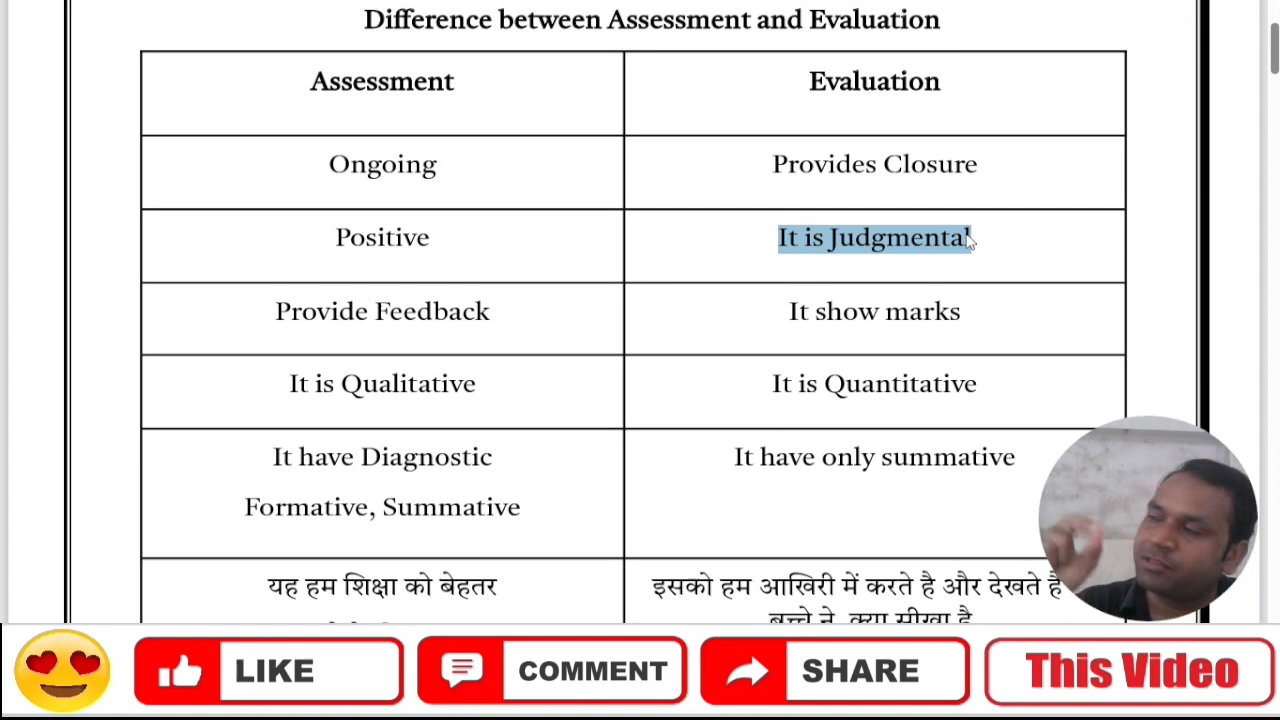 Difference between Assessment and Evaluation
Assessment
Evaluation
Ongoing
Provides Closure
Positive
It is Judgmental
Provide Feedback
It show marks
It is Qualitative
It is Quantitative
It have Diagnostic
Formative, Summative
It have only summative
यह हम शिक्षा को बेहतर
इसको हम आखिरी में करते है और देखते है
बच्चे ने क्या सीखा है
LIKE
COMMENT
SHARE
This Video